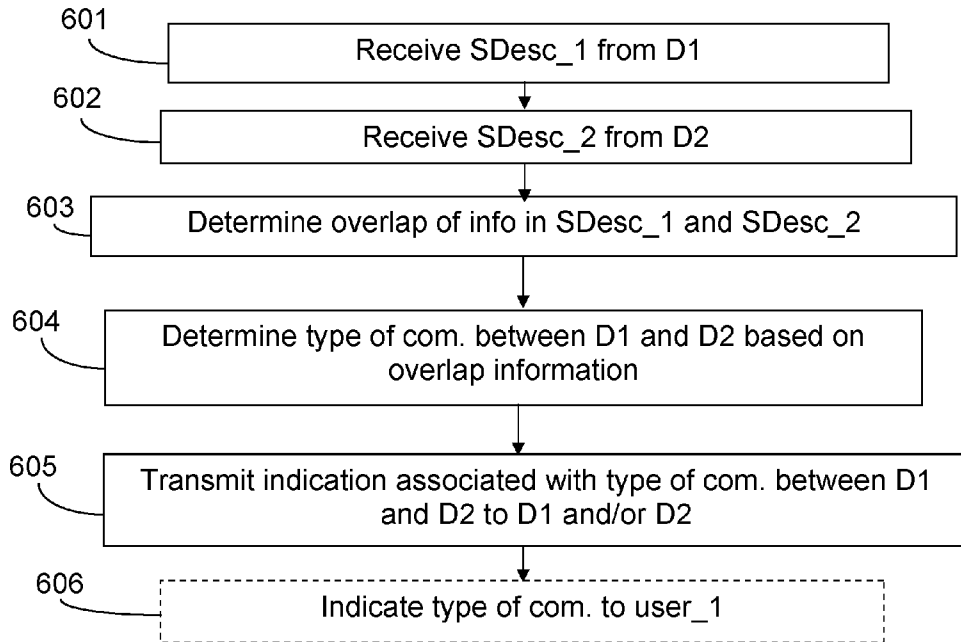 601
Receive SDesc_1 from D1
602
Receive SDesc_2 from D2
603
Determine overlap of info in SDesc_1 and SDesc_2
604
Determine type of com. between D1 and D2 based on
overlap information
605
Transmit indication associated with type of com. between D1
and D2 to D1 and/or D2
606
Indicate type of com. to user_1